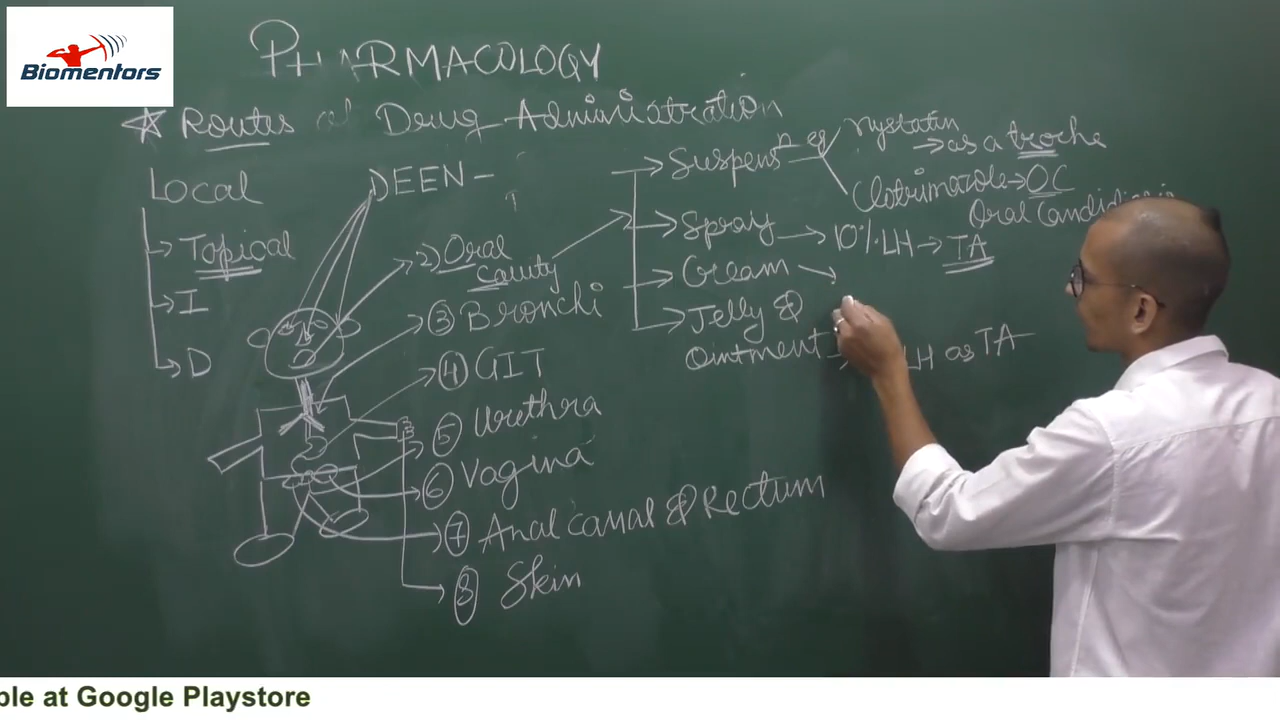 Biomentors
PHARMACOLOGY
Routes of Drug Administration
Local
Topical
I
D
DEEN -
2) Oral
cavity
③ Bronchi
④ GIT
⑤ Urethra
⑥ Vagina
⑦ Anal canal & Rectum
⑧ Skin
Suspensn eg Nystatin
as a troche
Clotrimazole → OC
Oral Candidiasis
Spray → 10% LH → TA
Cream →
Jelly &
Ointment → LH as TA
ple at Google Playstore